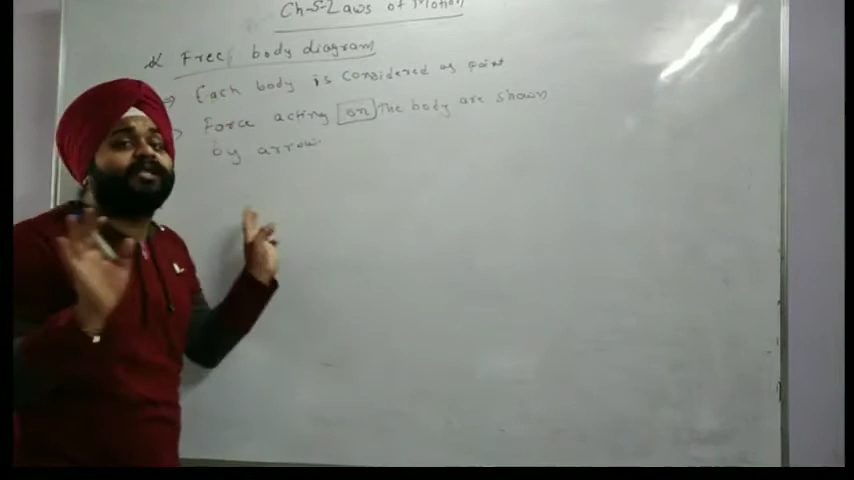 Ch-5 Laws of Motion
* Free body diagram
⇒ Each body is considered as point
⇒ Force acting on The body are shown
by arrow